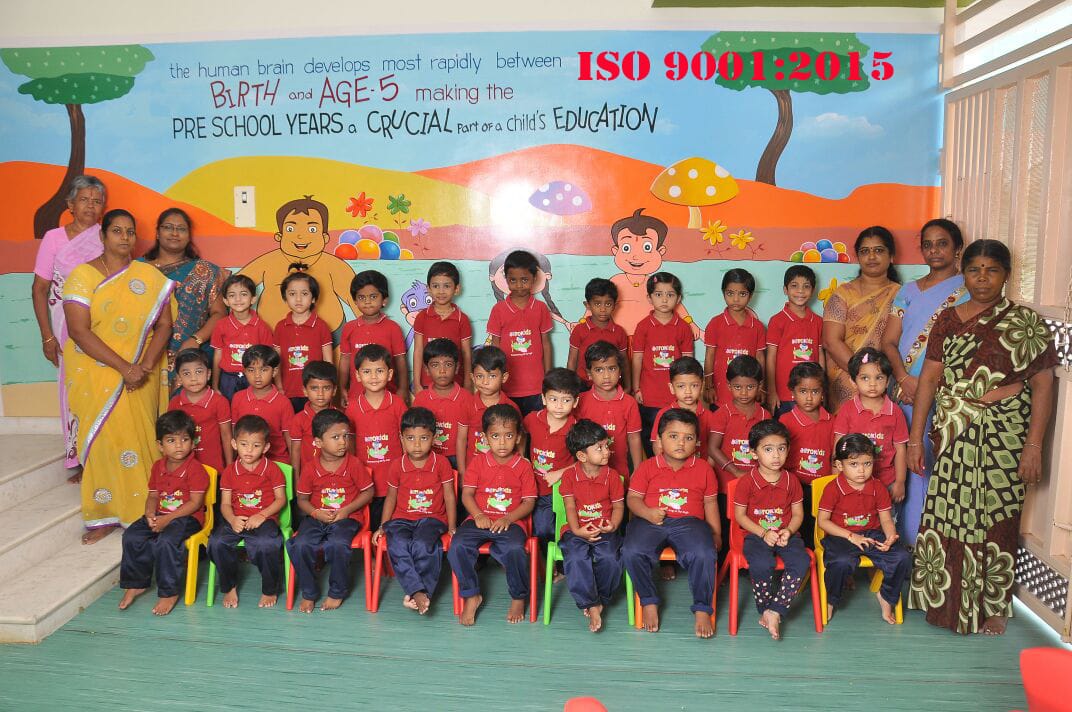 the human brain develops most rapidly between
ISO 9001:2015
BIRTH and AGE-5 making the
PRE SCHOOL YEARS a CRUCIAL Part of a child's EDUCATION
aerokids